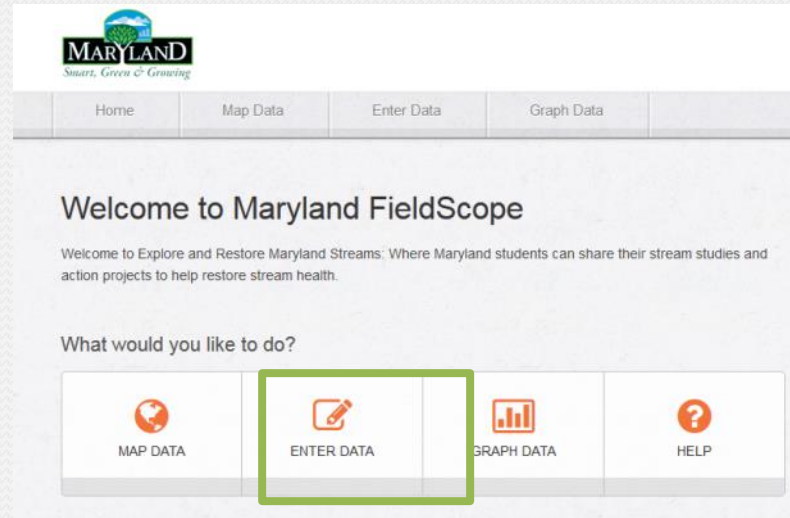 MARYLAND
Smart, Green & Growing
Home Map Data Enter Data Graph Data
Welcome to Maryland FieldScope
Welcome to Explore and Restore Maryland Streams: Where Maryland students can share their stream studies and
action projects to help restore stream health.
What would you like to do?
MAP DATA ENTER DATA GRAPH DATA HELP